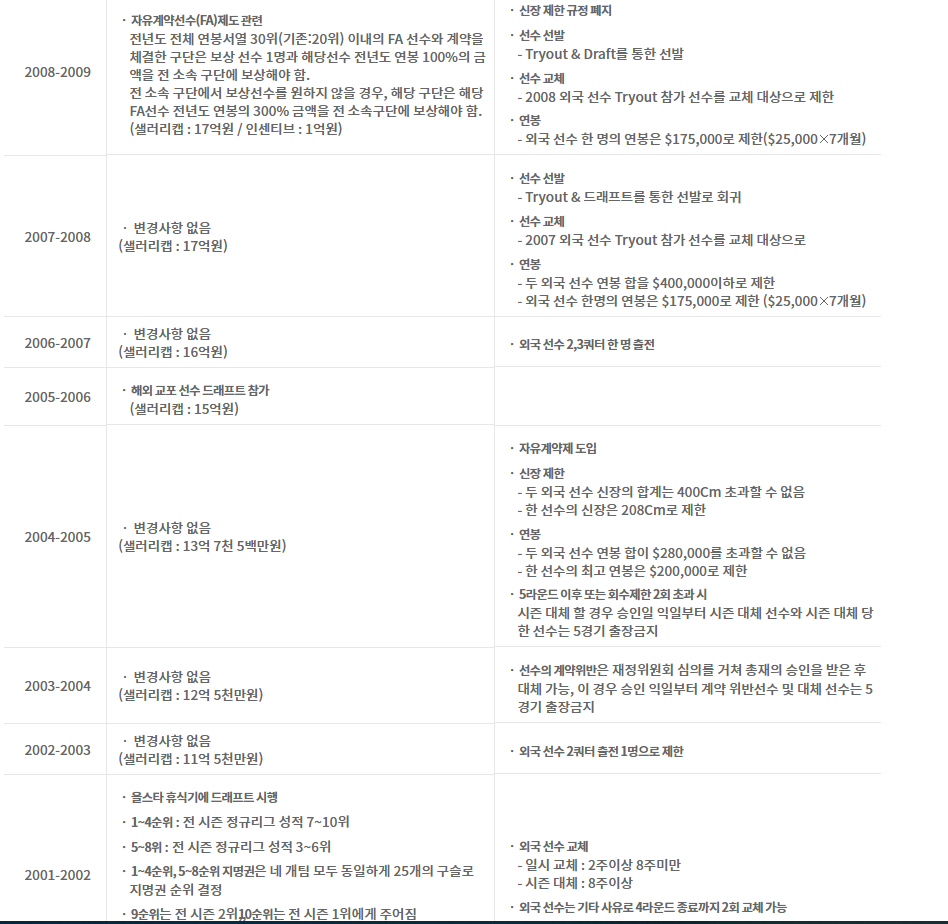 2008-2009
· 자유계약선수(FA)제도 관련
전년도 전체 연봉서열 30위(기존:20위) 이내의 FA 선수와 계약을
체결한 구단은 보상 선수 1명과 해당선수 전년도 연봉 100%의 금
액을 전 소속 구단에 보상해야 함.
전 소속 구단에서 보상선수를 원하지 않을 경우, 해당 구단은 해당
FA선수 전년도 연봉의 300% 금액을 전 소속구단에 보상해야 함.
(샐러리캡 : 17억원 / 인센티브 : 1억원)
· 신장 제한 규정 폐지
· 선수 선발
- Tryout & Draft를 통한 선발
· 선수 교체
- 2008 외국 선수 Tryout 참가 선수를 교체 대상으로 제한
· 연봉
- 외국 선수 한 명의 연봉은 $175,000로 제한($25,000×7개월)
2007-2008
· 변경사항 없음
(샐러리캡 : 17억원)
· 선수 선발
- Tryout & 드래프트를 통한 선발로 회귀
· 선수 교체
- 2007 외국 선수 Tryout 참가 선수를 교체 대상으로
· 연봉
- 두 외국 선수 연봉 합을 $400,000이하로 제한
- 외국 선수 한명의 연봉은 $175,000로 제한 ($25,000×7개월)
2006-2007
· 변경사항 없음
(샐러리캡 : 16억원)
· 외국 선수 2,3쿼터 한 명 출전
2005-2006
· 해외 교포 선수 드래프트 참가
(샐러리캡 : 15억원)
2004-2005
· 변경사항 없음
(샐러리캡 : 13억 7천 5백만원)
· 자유계약제 도입
· 신장 제한
- 두 외국 선수 신장의 합계는 400Cm 초과할 수 없음
- 한 선수의 신장은 208Cm로 제한
· 연봉
- 두 외국 선수 연봉 합이 $280,000를 초과할 수 없음
- 한 선수의 최고 연봉은 $200,000로 제한
· 5라운드 이후 또는 회수제한 2회 초과 시
시즌 대체 할 경우 승인일 익일부터 시즌 대체 선수와 시즌 대체 당
한 선수는 5경기 출장금지
2003-2004
· 변경사항 없음
(샐러리캡 : 12억 5천만원)
· 선수의 계약위반은 재정위원회 심의를 거쳐 총재의 승인을 받은 후
대체 가능, 이 경우 승인 익일부터 계약 위반선수 및 대체 선수는 5
경기 출장금지
2002-2003
· 변경사항 없음
(샐러리캡 : 11억 5천만원)
· 외국 선수 2쿼터 출전 1명으로 제한
2001-2002
· 올스타 휴식기에 드래프트 시행
· 1~4순위 : 전 시즌 정규리그 성적 7~10위
· 5~8위 : 전 시즌 정규리그 성적 3~6위
· 1~4순위, 5~8순위 지명권은 네 개팀 모두 동일하게 25개의 구슬로
지명권 순위 결정
· 9순위는 전 시즌 2위, 10순위는 전 시즌 1위에게 주어짐
· 외국 선수 교체
- 일시 교체 : 2주이상 8주미만
- 시즌 대체 : 8주이상
· 외국 선수는 기타 사유로 4라운드 종료까지 2회 교체 가능